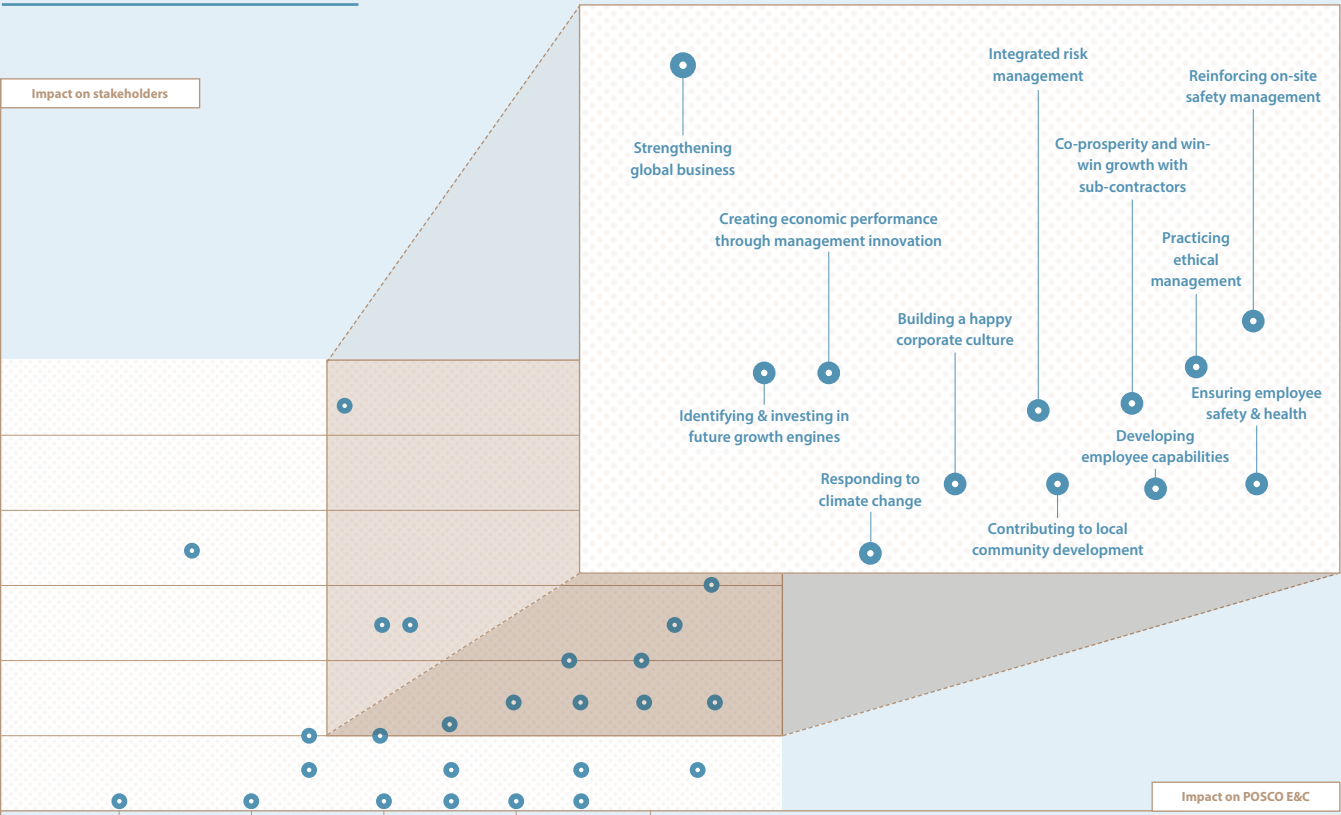 Impact on stakeholders
Strengthening
global business
Integrated risk
management
Reinforcing on-site
safety management
Co-prosperity and win-
win growth with
sub-contractors
Creating economic performance
through management innovation
Practicing
ethical
management
Building a happy
corporate culture
Identifying & investing in
future growth engines
Ensuring employee
safety & health
Developing
employee capabilities
Responding to
climate change
Contributing to local
community development
Impact on POSCO E&C